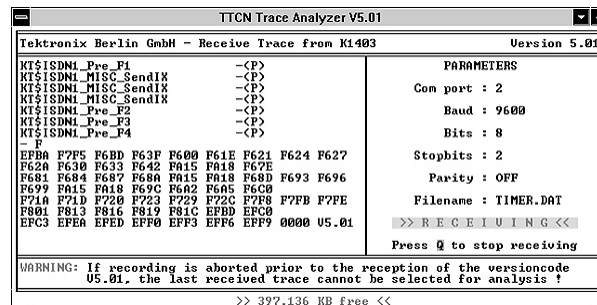 TTCN Trace Analyzer V5.01
Tektronix Berlin GmbH - Receive Trace from K1403 Version 5.01
KT$ISDN1_Pre_F1 -<P>
KT$ISDN1_MISC_SendIX -<P>
KT$ISDN1_MISC_SendIX -<P>
KT$ISDN1_MISC_SendIX -<P>
KT$ISDN1_Pre_F2 -<P>
KT$ISDN1_Pre_F3 -<P>
KT$ISDN1_Pre_F4 -<P>
- F
EFBA F7F5 F6BD F63F F600 F61E F621 F624 F627
F62A F630 F633 F642 FA15 FA18 F67E
F681 F684 F687 F68A FA15 FA18 F68D F693 F696
F699 FA15 FA18 F69C F6A2 F6A5 F6C0
F71A F71D F720 F723 F729 F72C F7F8 F7FB F7FE
F801 F813 F816 F819 F81C EFBD EFC0
EFC3 EFEA EFED EFF0 EFF3 EFF6 EFF9 0000 V5.01
PARAMETERS
Com port : 2
Baud : 9600
Bits : 8
Stopbits : 2
Parity : OFF
Filename : TIMER.DAT
>> R E C E I V I N G <<
Press Q to stop receiving
WARNING: If recording is aborted prior to the reception of the versioncode
V5.01, the last received trace cannot be selected for analysis !
>> 397.136 KB free <<